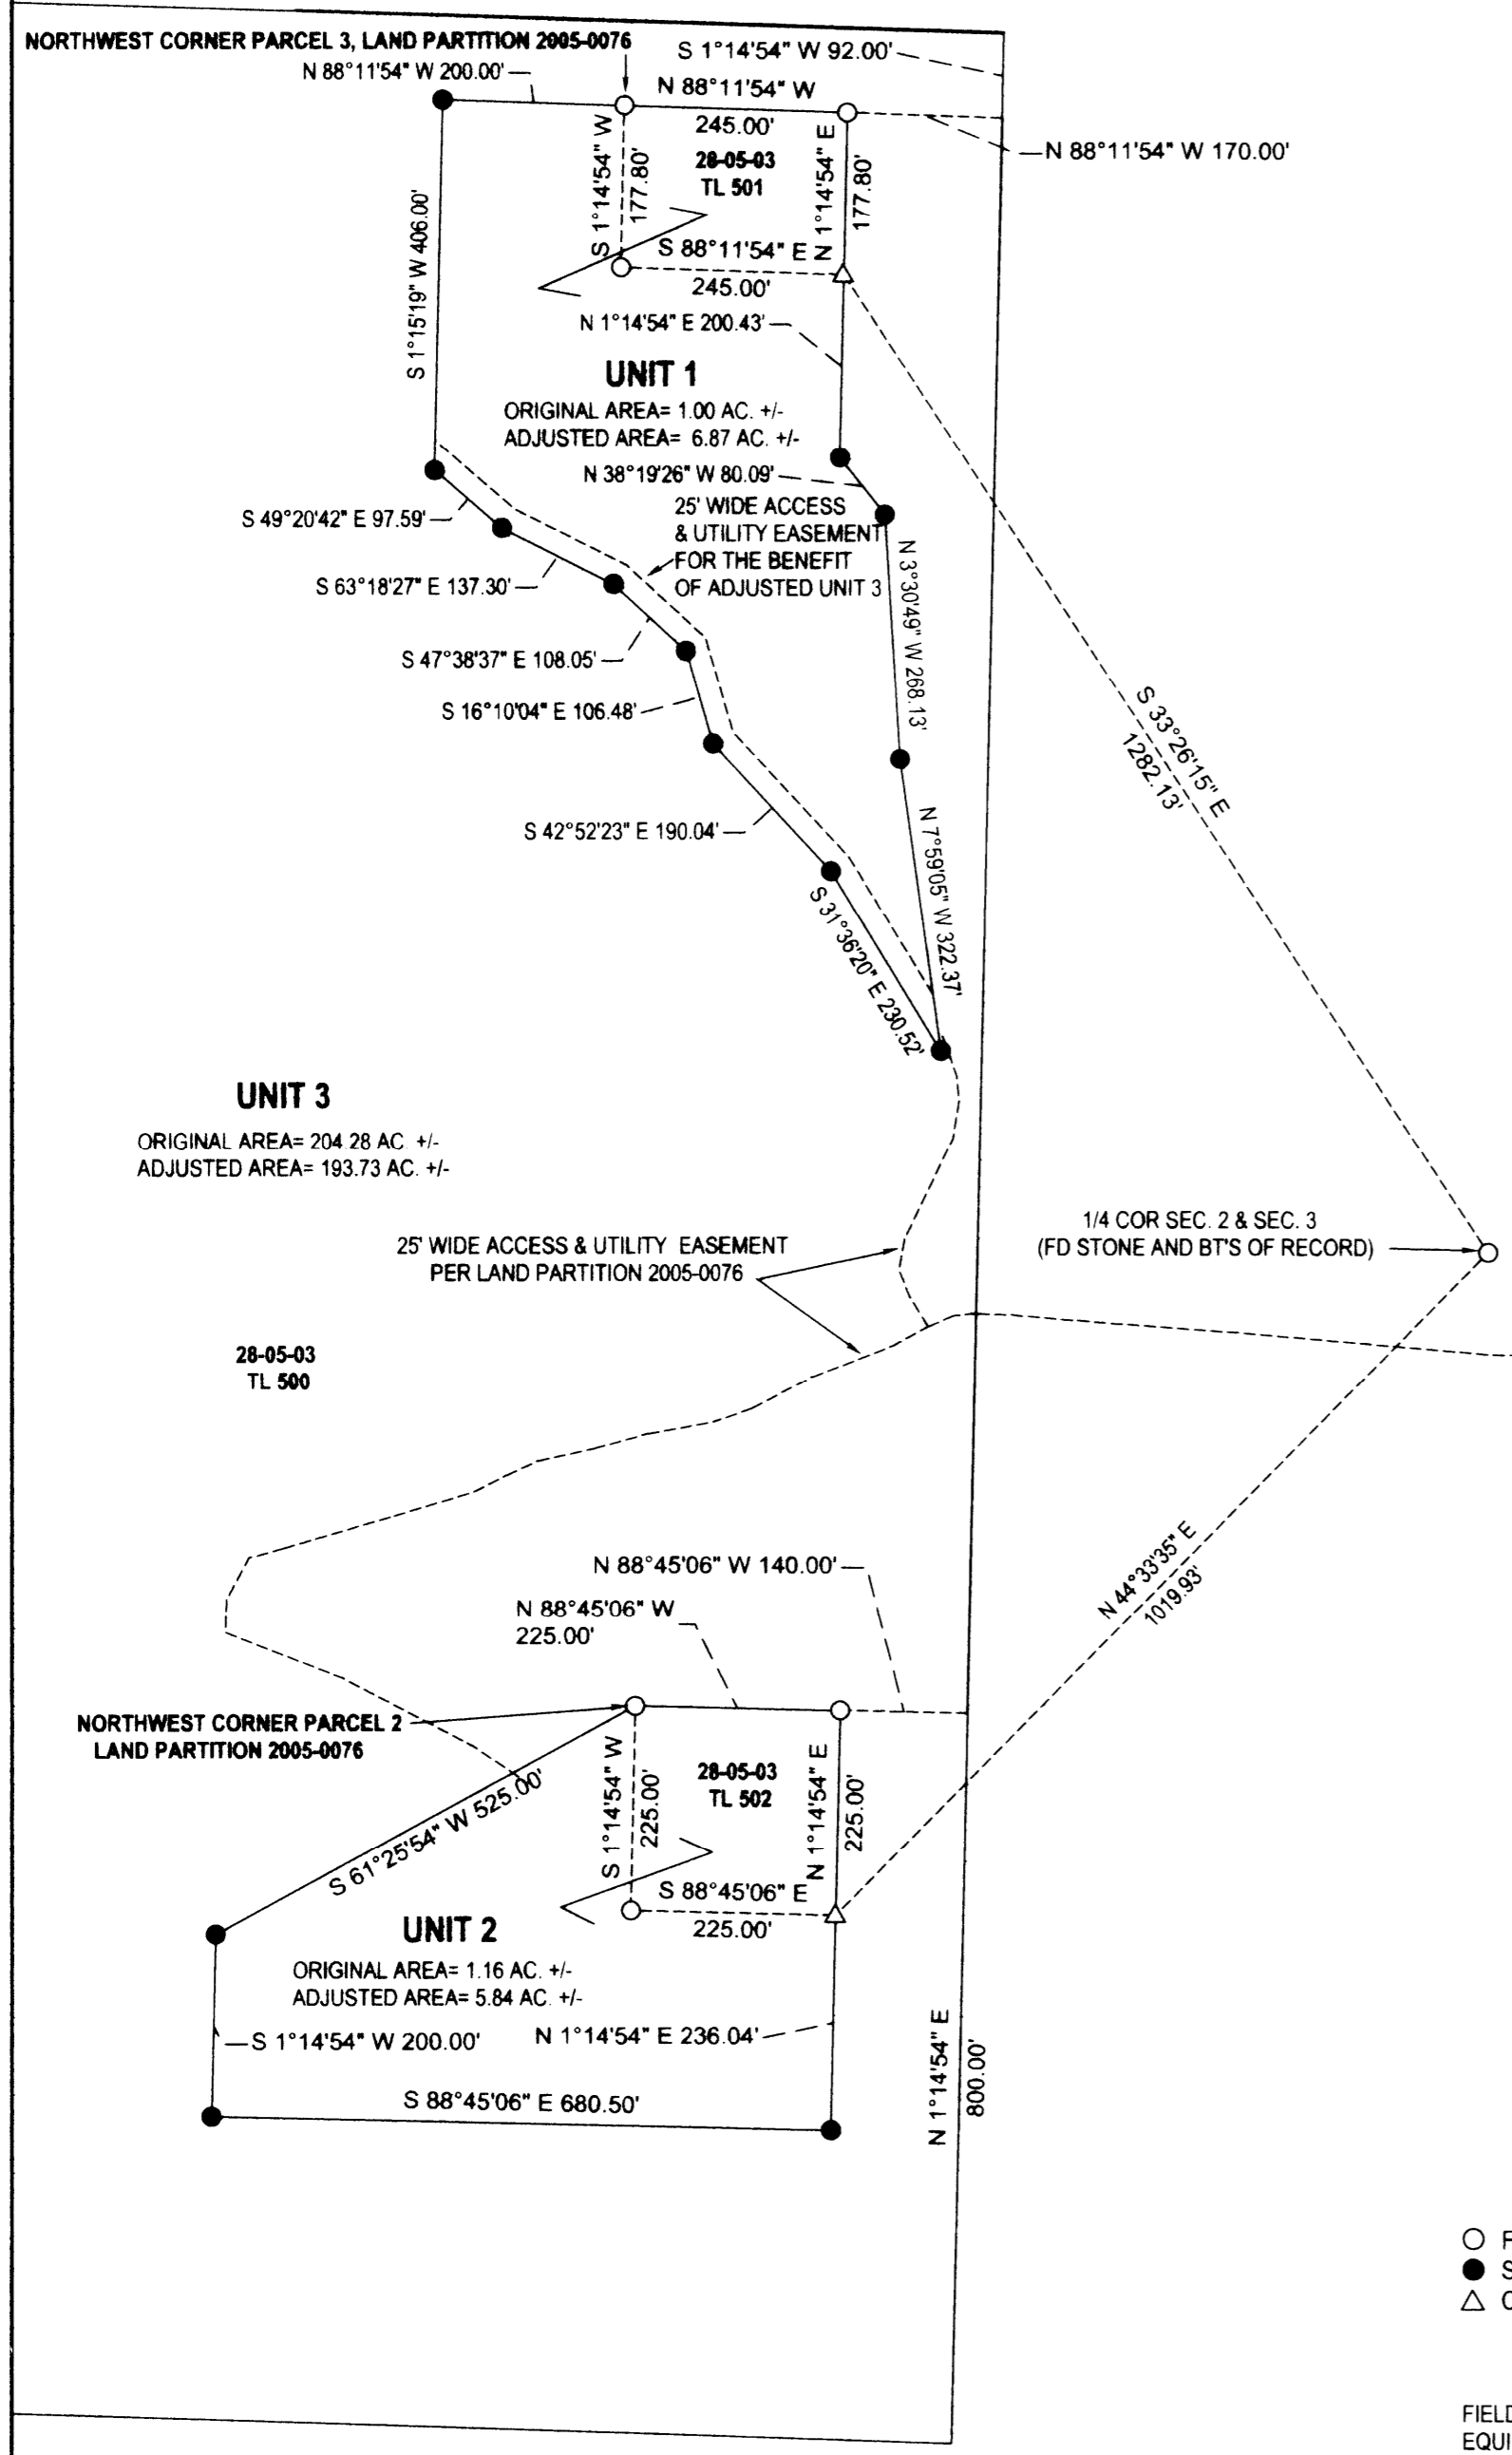 NORTHWEST CORNER PARCEL 3, LAND PARTITION 2005-0076
S 1°14'54" W 92.00'
N 88°11'54" W 200.00'
N 88°11'54" W
245.00'
N 88°11'54" W 170.00'
S 1°14'54" W
177.80'
28-05-03
TL 501
N 1°14'54" E
177.80'
S 1°15'19" W 406.00'
S 88°11'54" E
245.00'
N 1°14'54" E 200.43'
UNIT 1
ORIGINAL AREA= 1.00 AC. +/-
ADJUSTED AREA= 6.87 AC. +/-
N 38°19'26" W 80.09'
25' WIDE ACCESS
& UTILITY EASEMENT
FOR THE BENEFIT
OF ADJUSTED UNIT 3
S 49°20'42" E 97.59'
S 63°18'27" E 137.30'
N 3°30'49" W 268.13'
S 47°38'37" E 108.05'
S 16°10'04" E 106.48'
S 33°26'15" E
1282.13'
S 42°52'23" E 190.04'
N 7°59'05" W 322.37'
S 31°36'20" E 230.52'
UNIT 3
ORIGINAL AREA= 204.28 AC. +/-
ADJUSTED AREA= 193.73 AC. +/-
1/4 COR SEC. 2 & SEC. 3
(FD STONE AND BT'S OF RECORD)
25' WIDE ACCESS & UTILITY EASEMENT
PER LAND PARTITION 2005-0076
28-05-03
TL 500
N 44°33'35" E
1019.93'
N 88°45'06" W 140.00'
N 88°45'06" W
225.00'
NORTHWEST CORNER PARCEL 2
LAND PARTITION 2005-0076
S 1°14'54" W
225.00'
28-05-03
TL 502
N 1°14'54" E
225.00'
S 61°25'54" W 525.00'
S 88°45'06" E
225.00'
UNIT 2
ORIGINAL AREA= 1.16 AC. +/-
ADJUSTED AREA= 5.84 AC. +/-
S 1°14'54" W 200.00'
N 1°14'54" E 236.04'
S 88°45'06" E 680.50'
N 1°14'54" E
800.00'
F
S
FIELD
EQUI